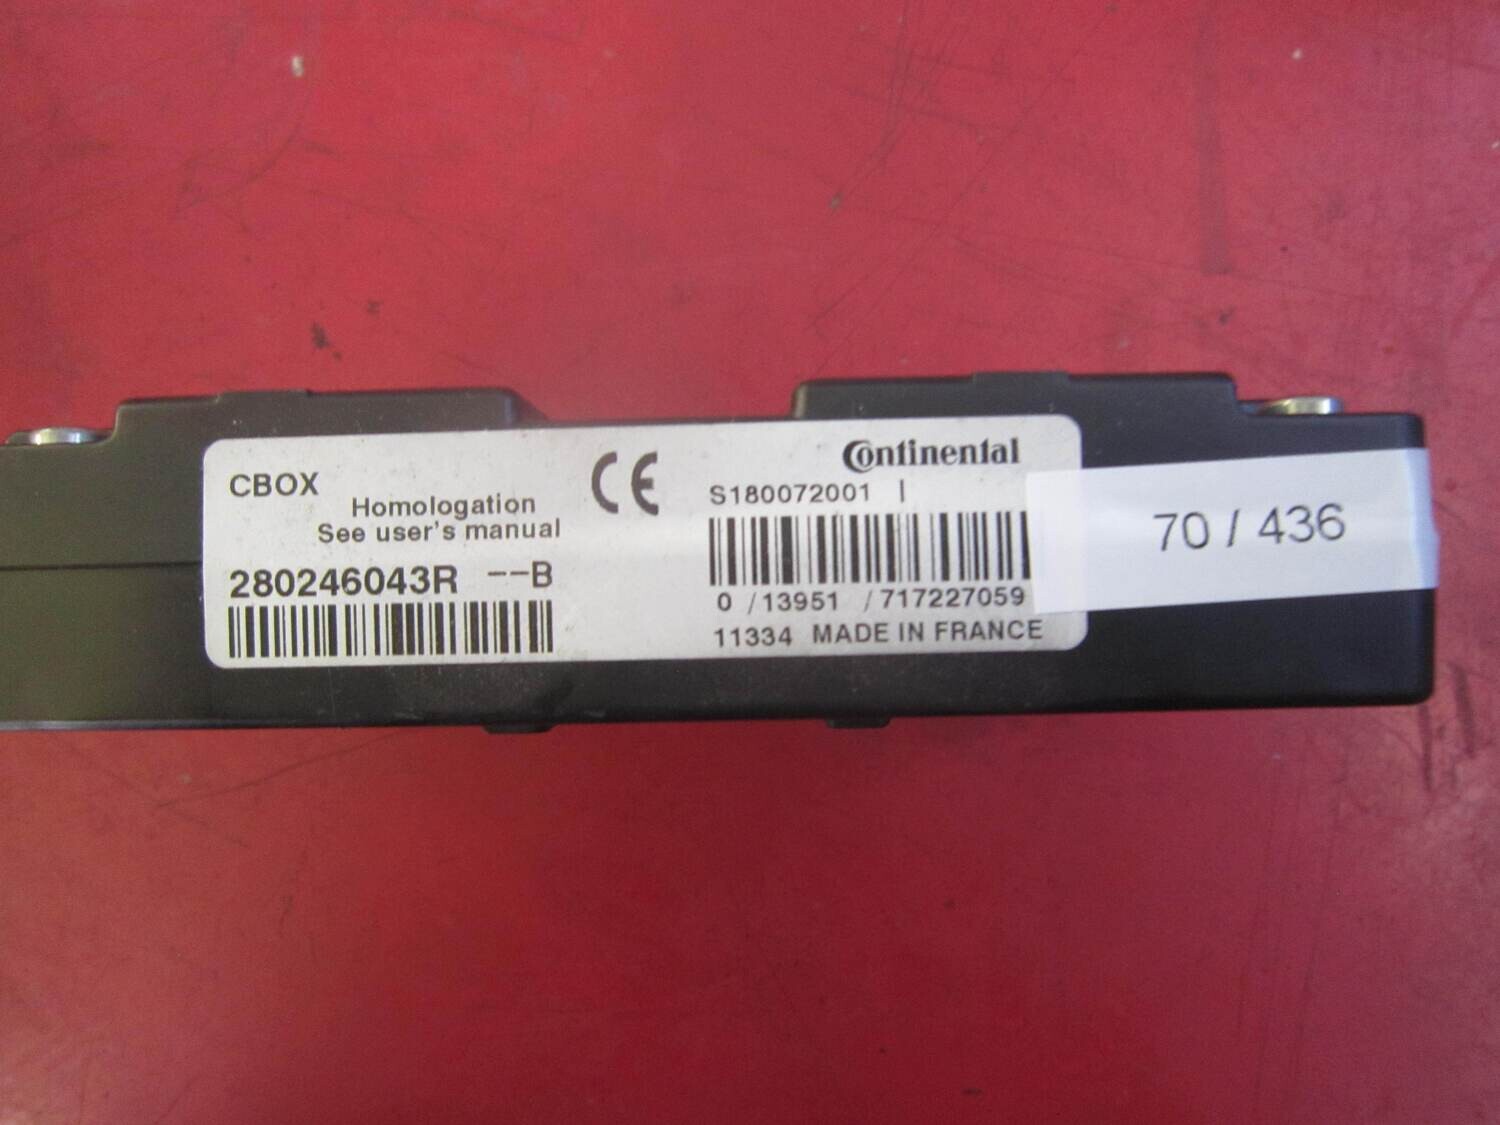 CBOX
Homologation
See user's manual
280246043R --B
CE
Continental
S180072001 I
0 /13951 /717227059
11334 MADE IN FRANCE
70 / 436